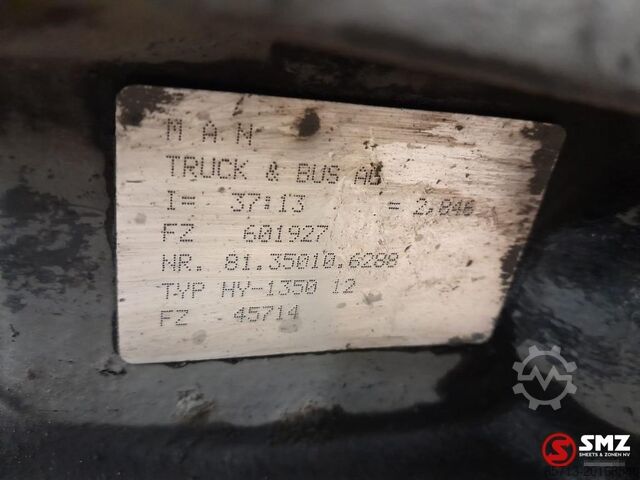 M A N
TRUCK & BUS AG
I= 37:13 = 2,846
FZ 601927
NR. 81.35010.6288
TYP HY-1350 12
FZ 45714
SMZ
SMEETS & ZONEN NV